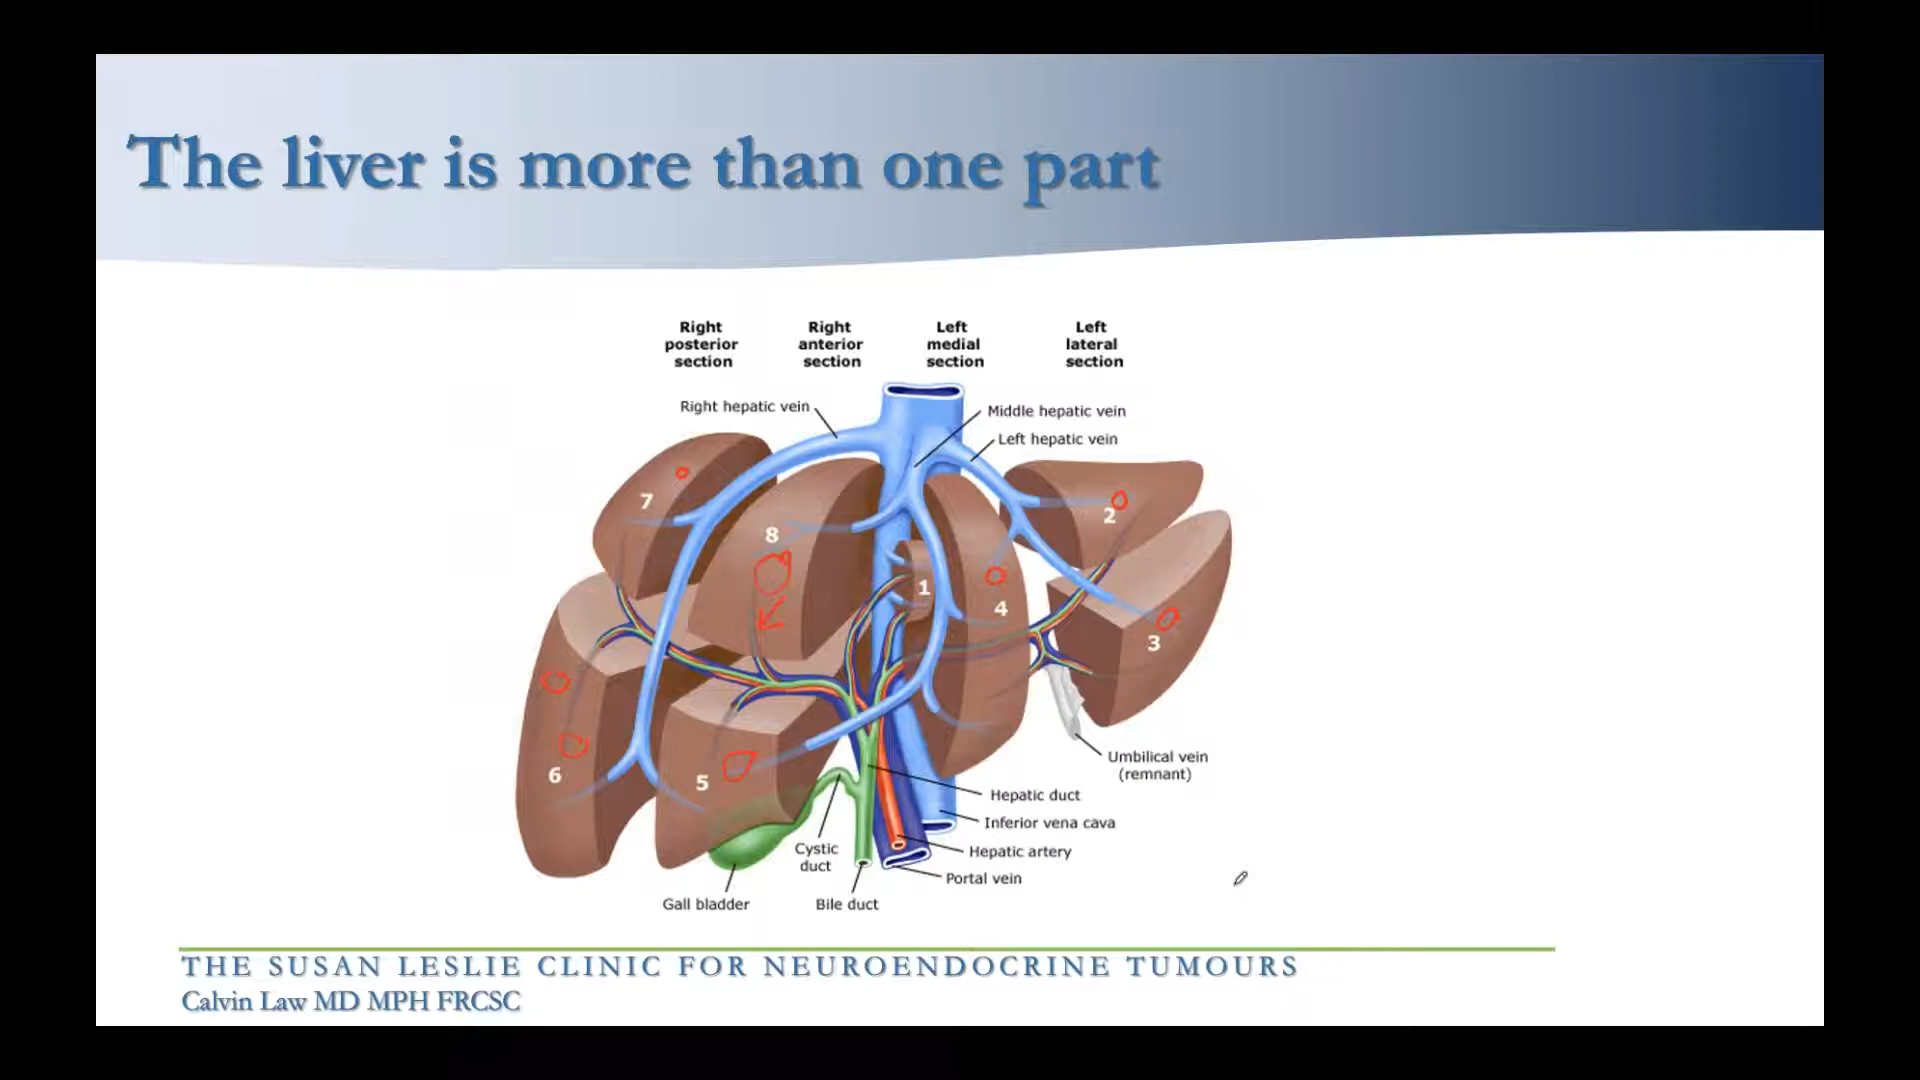 The liver is more than one part
Right
posterior
section
Right
anterior
section
Left
medial
section
Left
lateral
section
Right hepatic vein
Middle hepatic vein
Left hepatic vein
7
8
2
1
4
3
6
5
Umbilical vein
(remnant)
Hepatic duct
Inferior vena cava
Cystic
duct
Hepatic artery
Portal vein
Gall bladder
Bile duct
THE SUSAN LESLIE CLINIC FOR NEUROENDOCRINE TUMOURS
Calvin Law MD MPH FRCSC